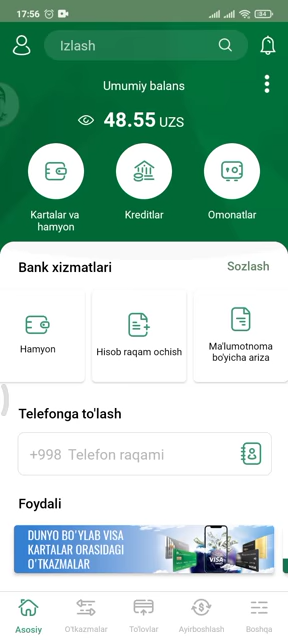 17:56
84
Izlash
Umumiy balans
48.55 UZS
Kartalar va
hamyon
Kreditlar
Omonatlar
Bank xizmatlari
Sozlash
Hamyon
Hisob raqam ochish
Ma'lumotnoma
bo'yicha ariza
Telefonga to'lash
+998 Telefon raqami
Foydali
DUNYO BO'YLAB VISA
KARTALAR ORASIDAGI
O'TKAZMALAR
VISA
Asosiy
O'tkazmalar
To'lovlar
Ayirboshlash
Boshqa